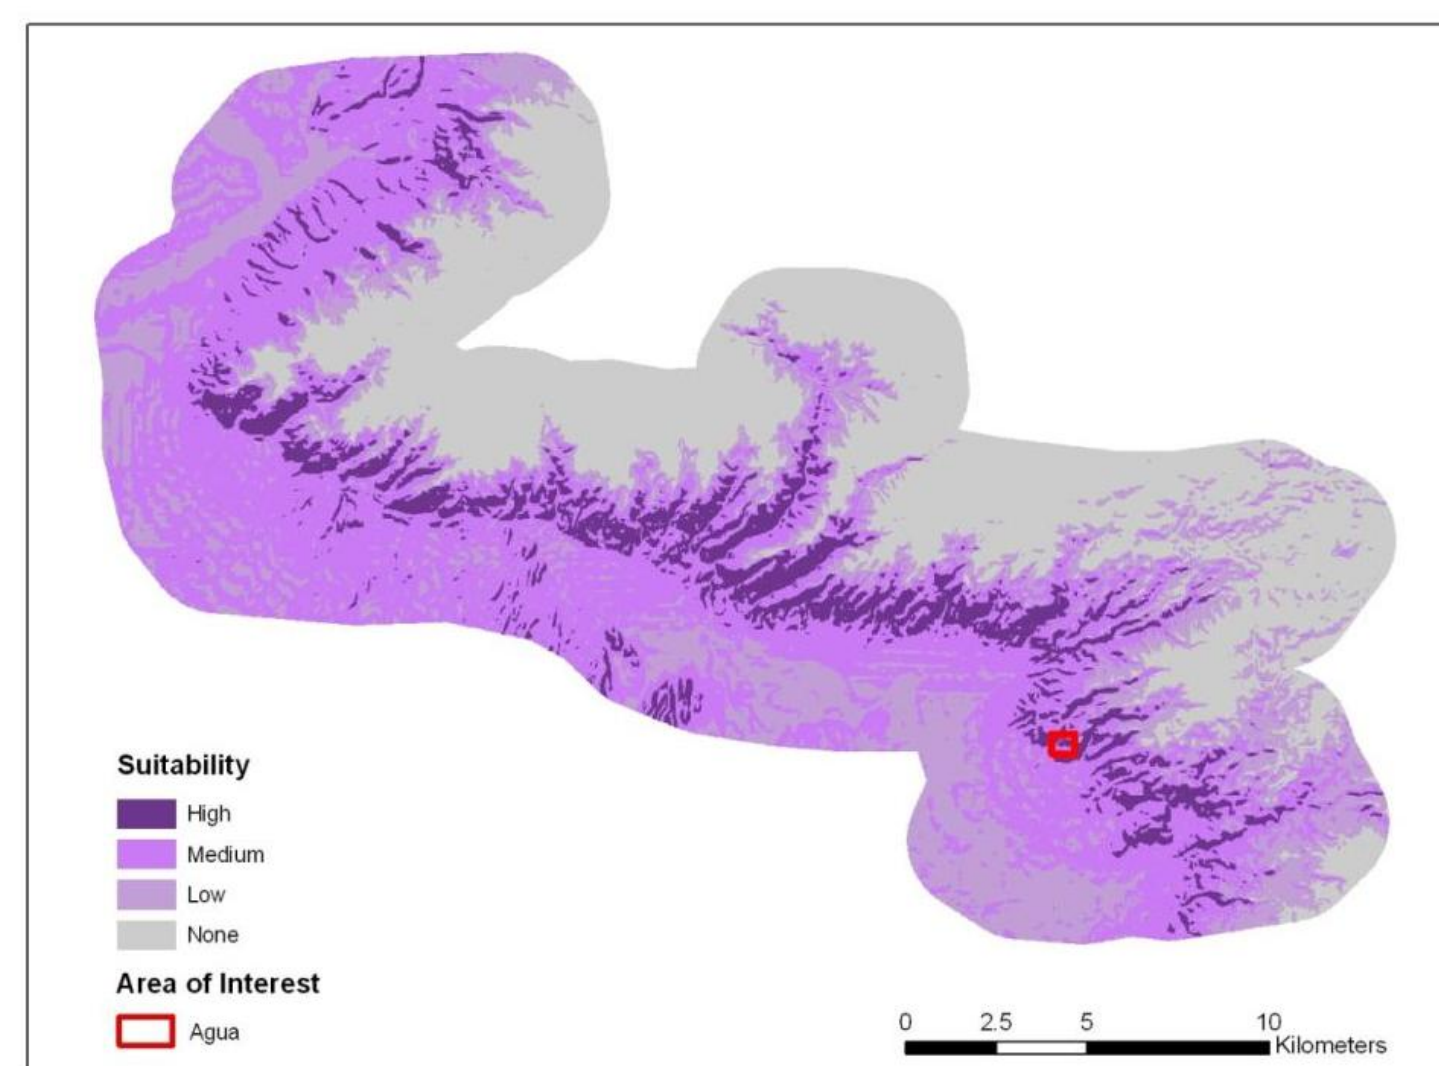 Suitability
High
Medium
Low
None
Area of Interest
Agua
0 2.5 5 10
Kilometers